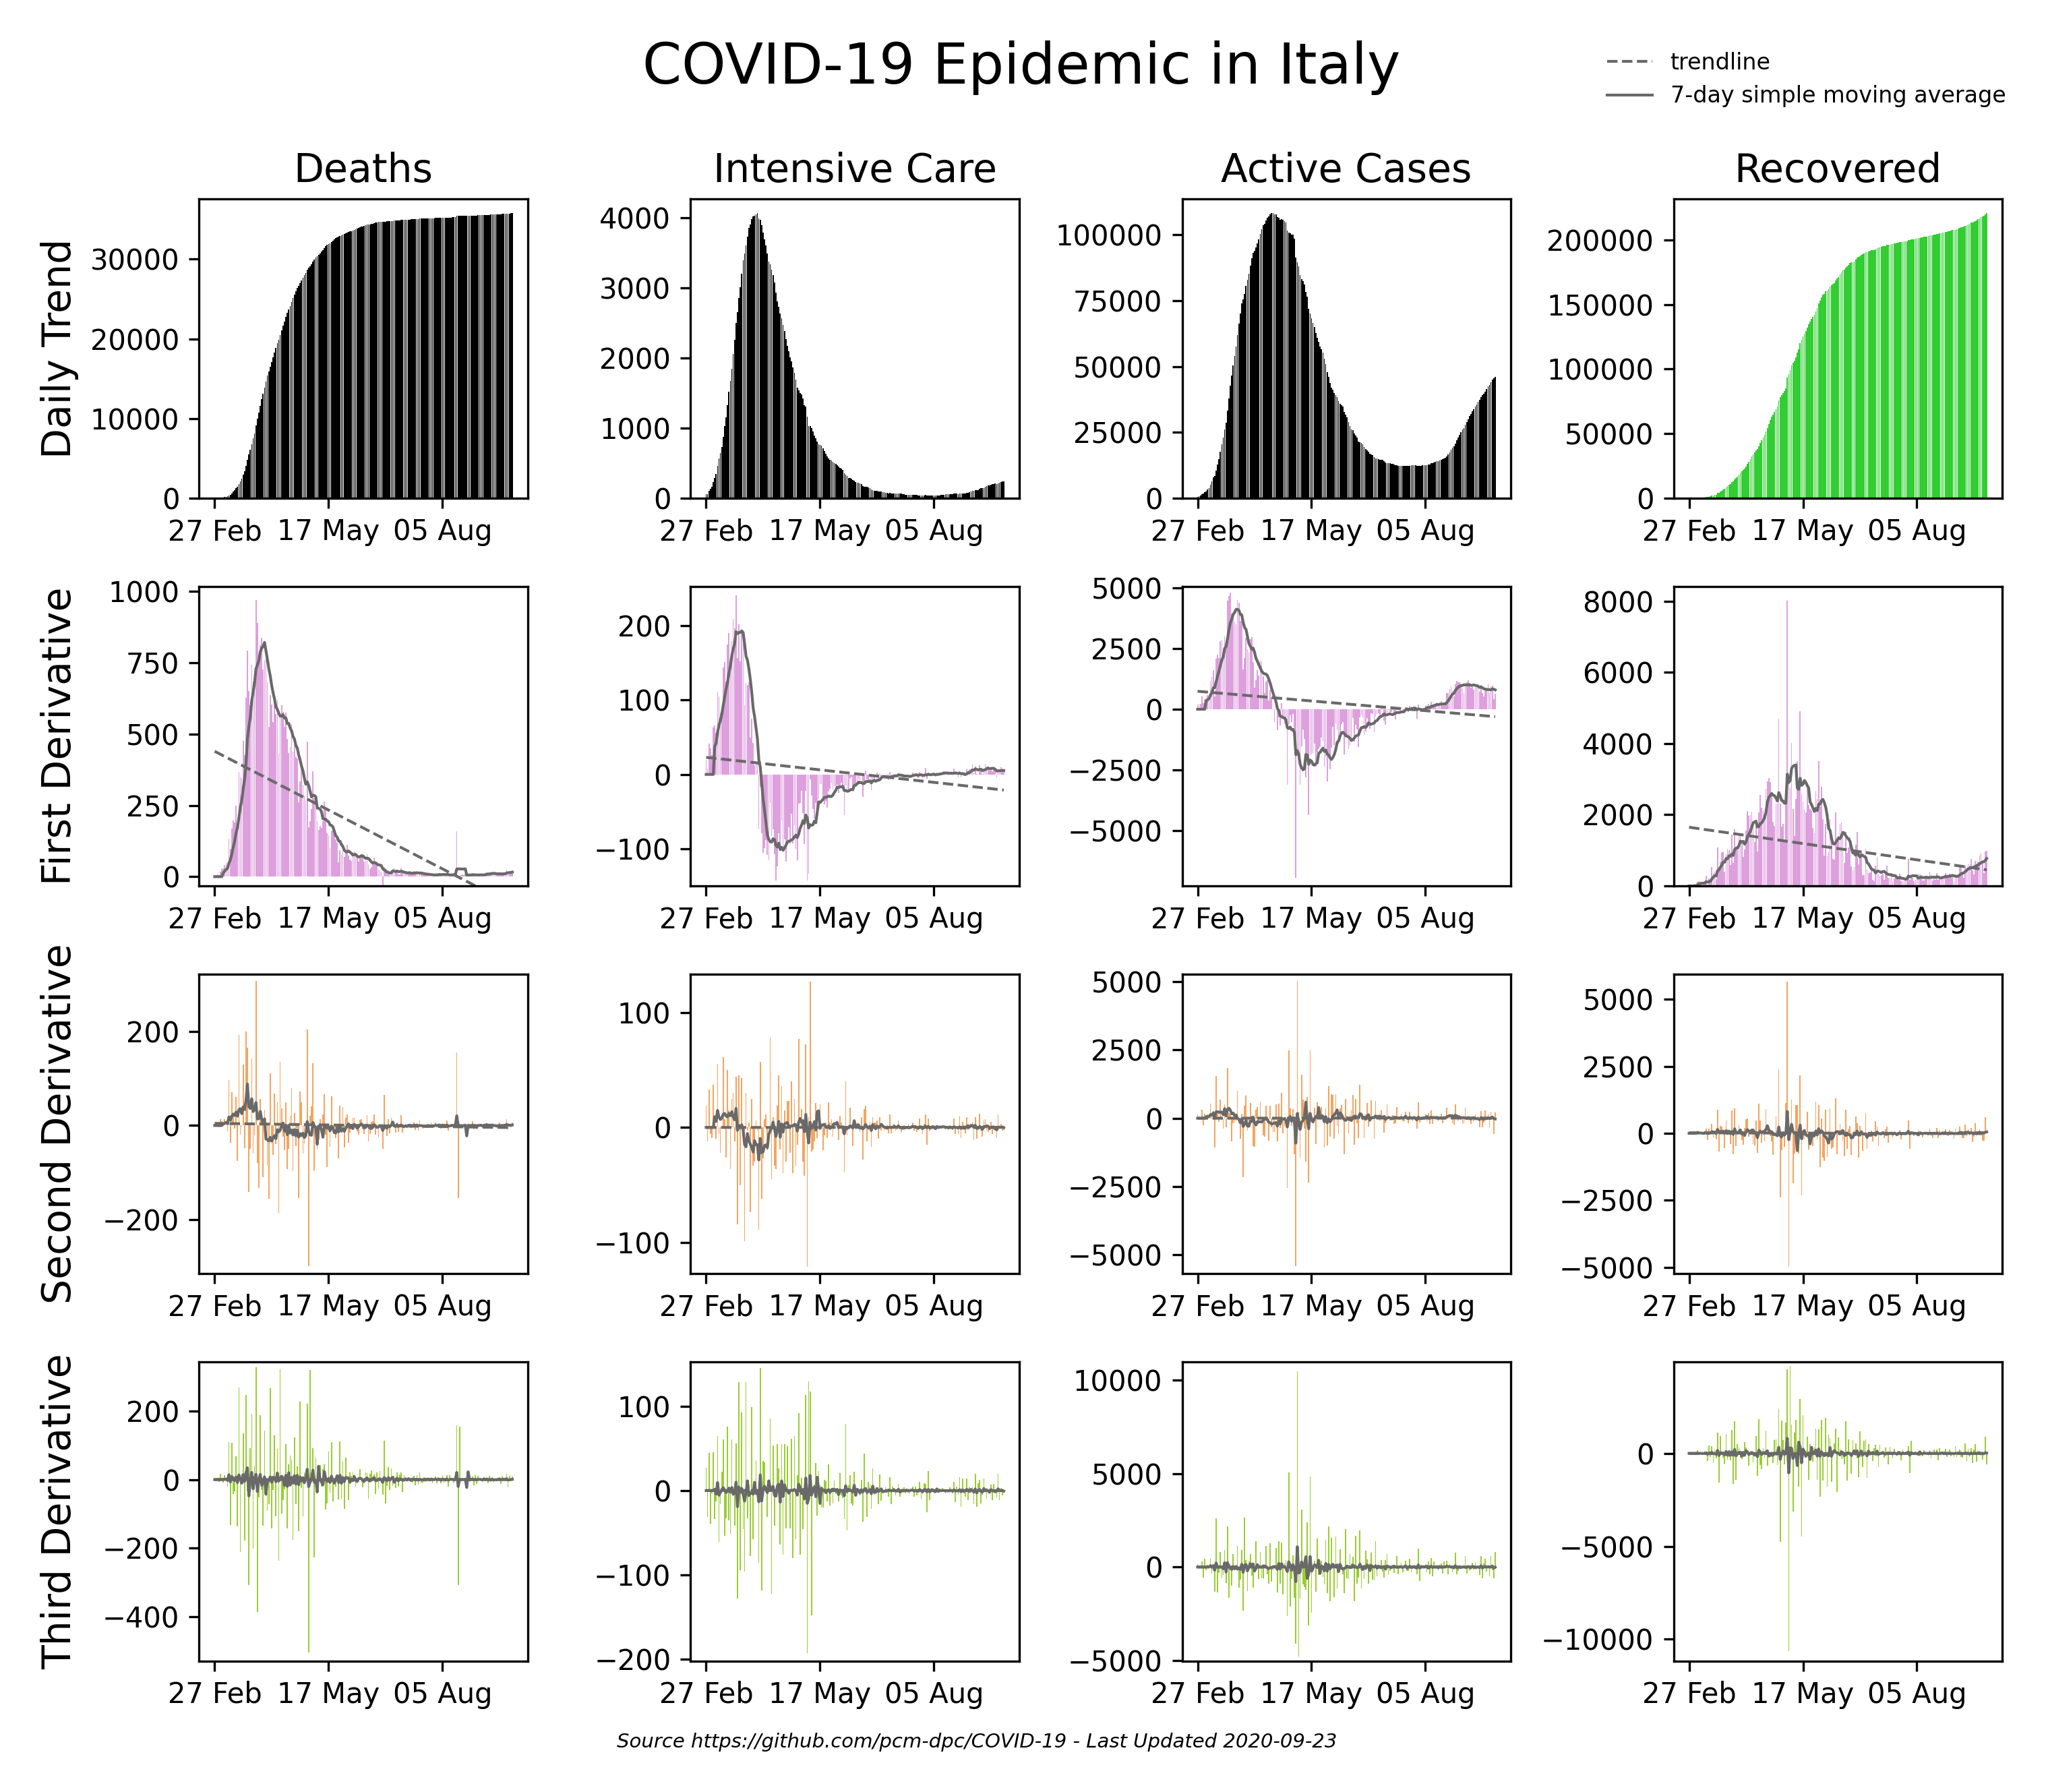 COVID-19 Epidemic in Italy
trendline
7-day simple moving average
Deaths
Intensive Care
Active Cases
Recovered
Daily Trend
30000
20000
10000
0
27 Feb 17 May 05 Aug
4000
3000
2000
1000
0
27 Feb 17 May 05 Aug
100000
75000
50000
25000
0
27 Feb 17 May 05 Aug
200000
150000
100000
50000
0
27 Feb 17 May 05 Aug
First Derivative
1000
750
500
250
0
27 Feb 17 May 05 Aug
200
100
0
−100
27 Feb 17 May 05 Aug
5000
2500
0
−2500
−5000
27 Feb 17 May 05 Aug
8000
6000
4000
2000
0
27 Feb 17 May 05 Aug
Second Derivative
200
0
−200
27 Feb 17 May 05 Aug
100
0
−100
27 Feb 17 May 05 Aug
5000
2500
0
−2500
−5000
27 Feb 17 May 05 Aug
5000
2500
0
−2500
−5000
27 Feb 17 May 05 Aug
Third Derivative
200
0
−200
−400
27 Feb 17 May 05 Aug
100
0
−100
−200
27 Feb 17 May 05 Aug
10000
5000
0
−5000
27 Feb 17 May 05 Aug
0
−5000
−10000
27 Feb 17 May 05 Aug
Source https://github.com/pcm-dpc/COVID-19 - Last Updated 2020-09-23